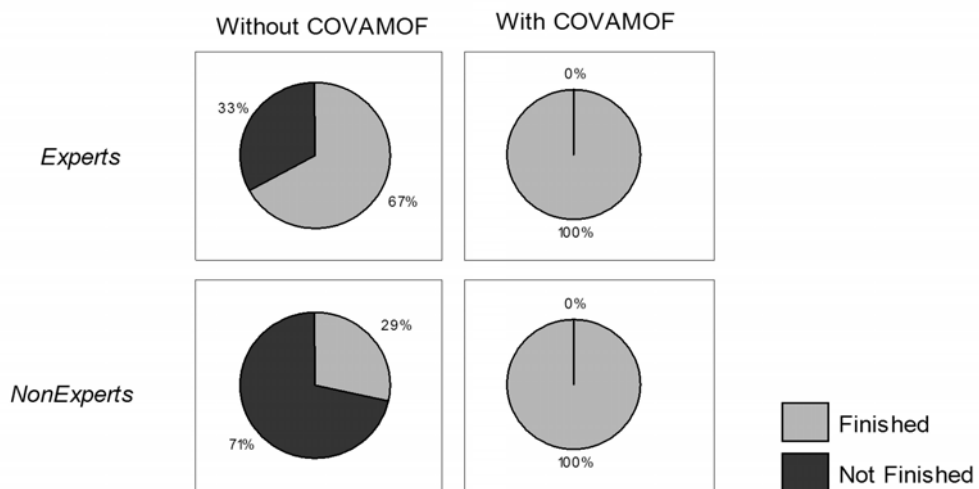 Without COVAMOF
With COVAMOF
Experts
33%
67%
0%
100%
NonExperts
29%
71%
0%
100%
Finished
Not Finished